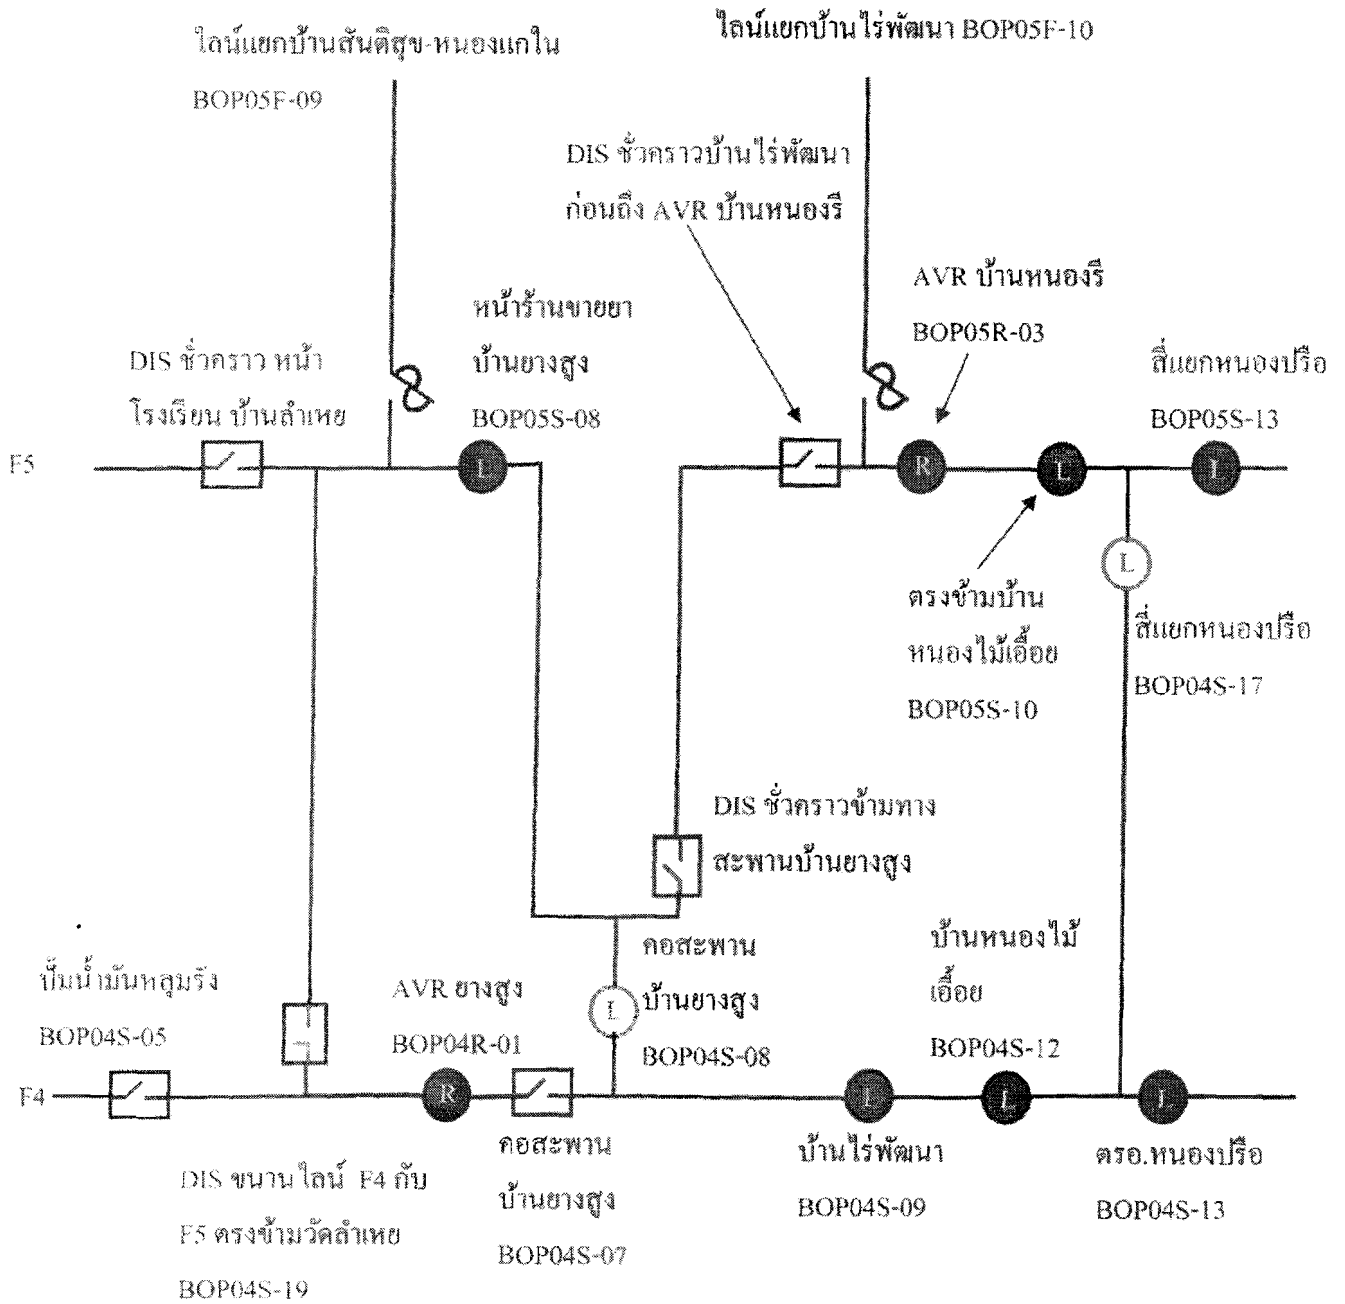 ไลน์แยกบ้านสันติสุข-หนองแกใน
BOP05F-09
ไลน์แยกบ้านไร่พัฒนา BOP05F-10
DIS ชั่วคราวบ้านไร่พัฒนา
ก่อนถึง AVR บ้านหนองรี
AVR บ้านหนองรี
BOP05R-03
หน้าร้านขายยา
บ้านยางสูง
BOP05S-08
DIS ชั่วคราว หน้า
โรงเรียน บ้านลำเหย
สี่แยกหนองปรือ
BOP05S-13
F5
L
R
L
L
L
ตรงข้ามบ้าน
หนองไม้เอื้อย
BOP05S-10
สี่แยกหนองปรือ
BOP04S-17
DIS ชั่วคราวข้ามทาง
สะพานบ้านยางสูง
ปั๊มน้ำมันหลุมรัง
BOP04S-05
AVR ยางสูง
BOP04R-01
คอสะพาน
บ้านยางสูง
BOP04S-08
L
บ้านหนองไม้
เอื้อย
BOP04S-12
F4
R
L
L
L
DIS ขนานไลน์ F4 กับ
F5 ตรงข้ามวัดลำเหย
BOP04S-19
คอสะพาน
บ้านยางสูง
BOP04S-07
บ้านไร่พัฒนา
BOP04S-09
ตรอ.หนองปรือ
BOP04S-13